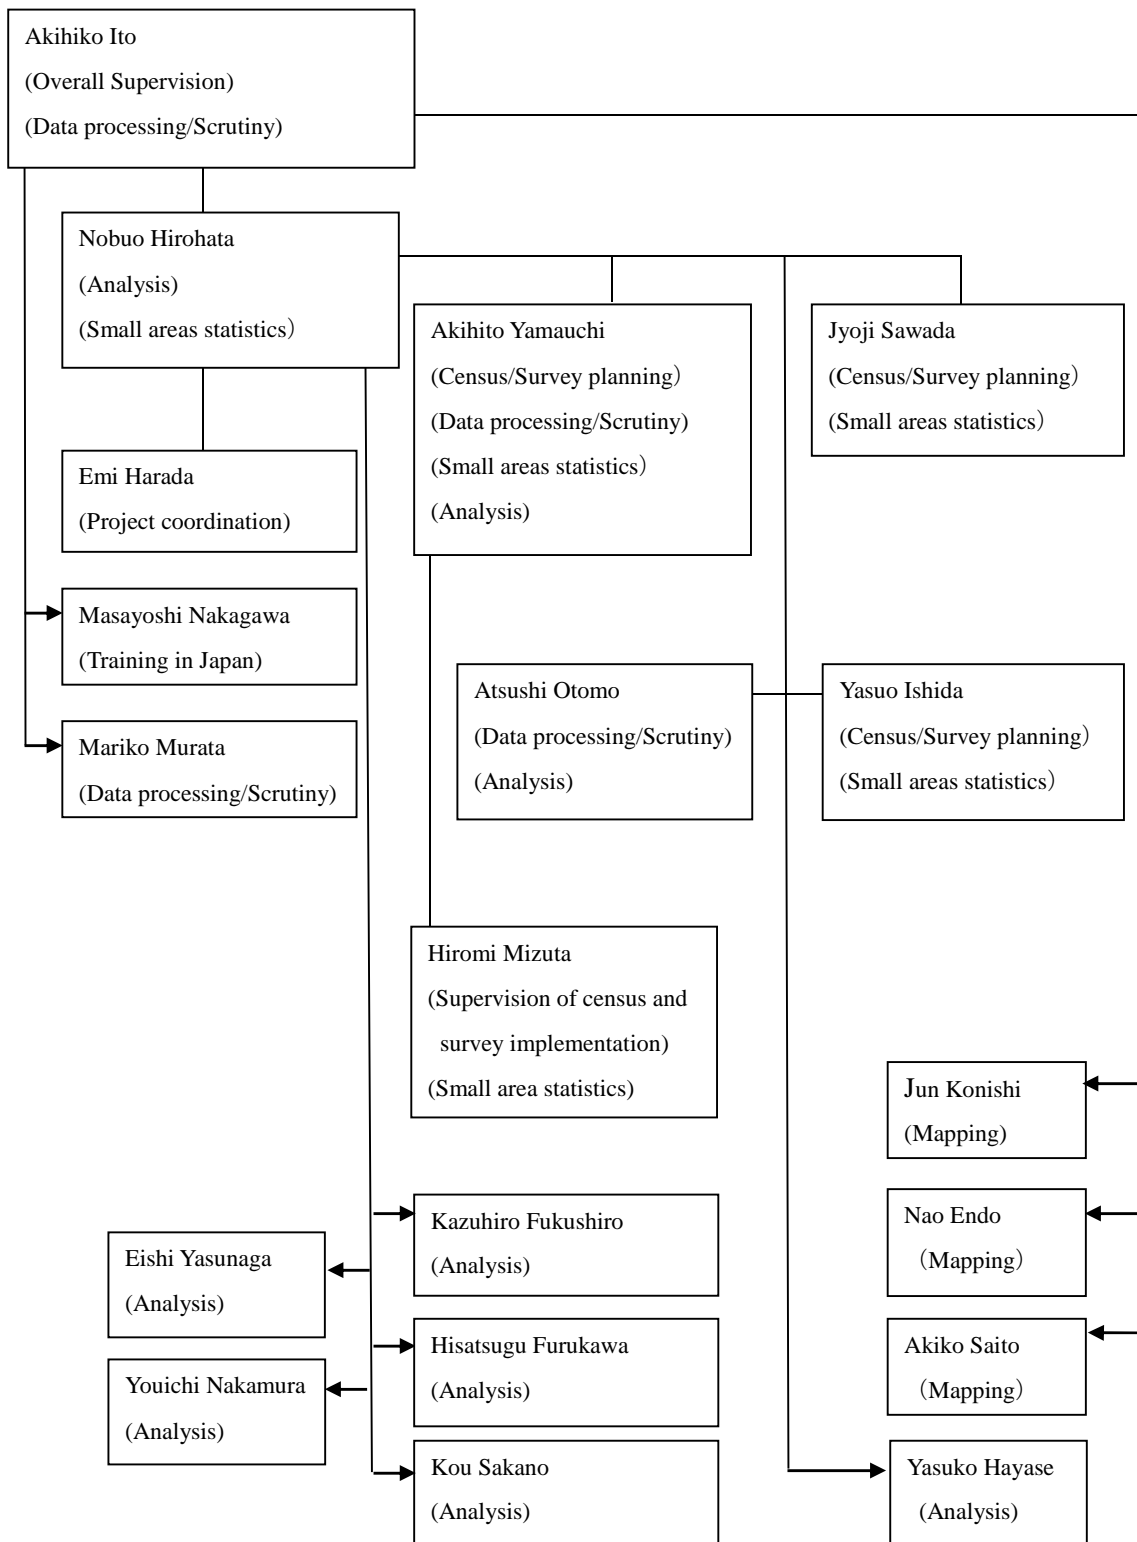 Akihiko Ito
(Overall Supervision)
(Data processing/Scrutiny)
Nobuo Hirohata
(Analysis)
(Small areas statistics）
Akihito Yamauchi
(Census/Survey planning）
(Data processing/Scrutiny)
(Small areas statistics）
(Analysis)
Jyoji Sawada
(Census/Survey planning）
(Small areas statistics）
Emi Harada
(Project coordination)
Masayoshi Nakagawa
(Training in Japan)
Mariko Murata
(Data processing/Scrutiny)
Atsushi Otomo
(Data processing/Scrutiny)
(Analysis)
Yasuo Ishida
(Census/Survey planning）
(Small areas statistics）
Hiromi Mizuta
(Supervision of census and
survey implementation)
(Small area statistics)
Jun Konishi
(Mapping)
Kazuhiro Fukushiro
(Analysis)
Nao Endo
（Mapping）
Eishi Yasunaga
(Analysis)
Hisatsugu Furukawa
(Analysis)
Akiko Saito
（Mapping）
Youichi Nakamura
(Analysis)
Kou Sakano
(Analysis)
Yasuko Hayase
(Analysis)